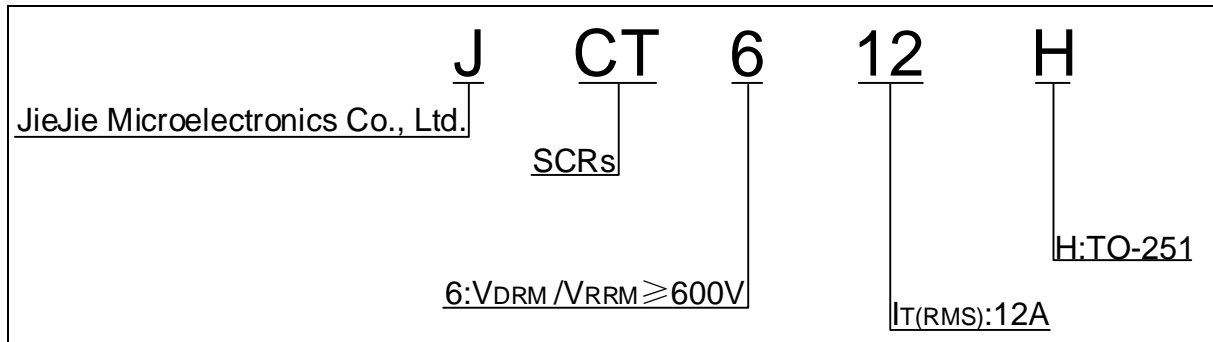 J CT 6 12 H
JieJie Microelectronics Co., Ltd.
SCRs
H:TO-251
6:VDRM /VRRM≥600V
IT(RMS):12A